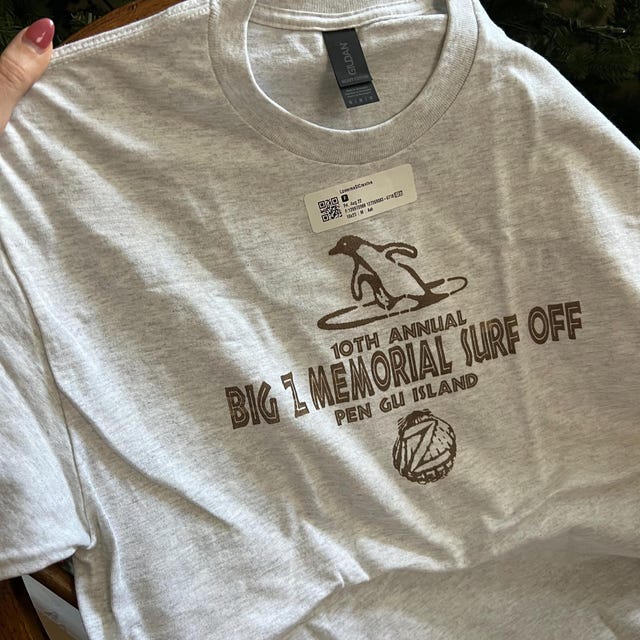 GILDAN
10TH ANNUAL
BIG Z MEMORIAL SURF OFF
PEN GU ISLAND
Z